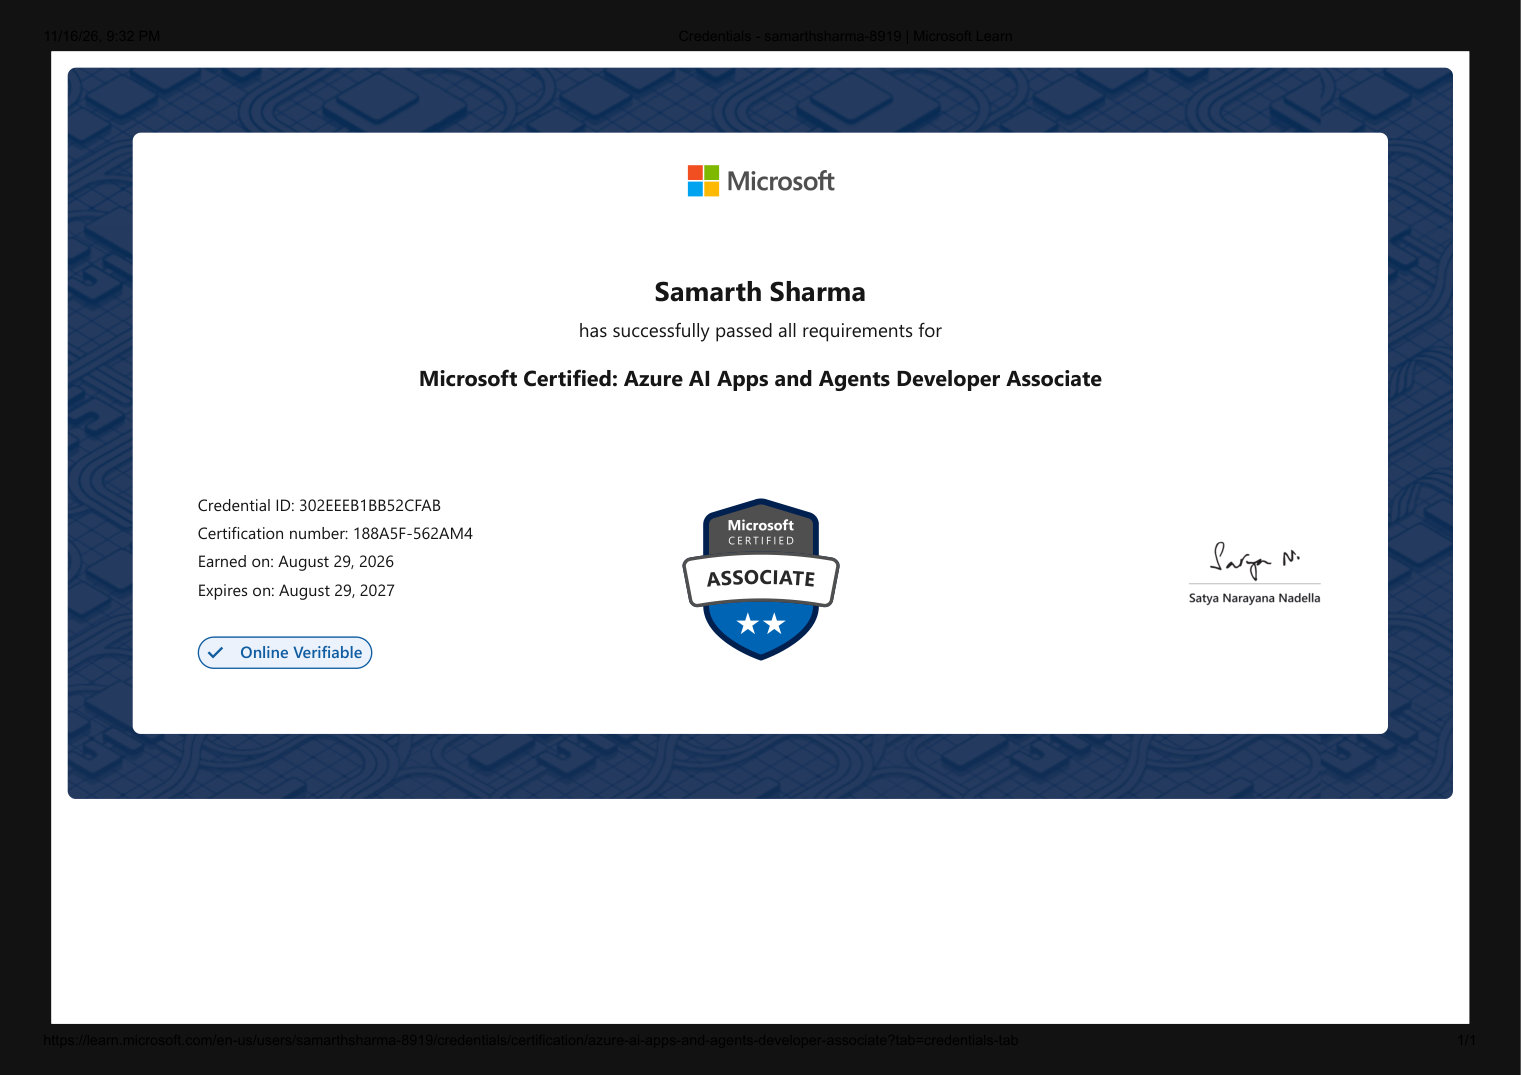 11/16/26, 9:32 PM
Credentials - samarthsharma-8919 | Microsoft Learn
Microsoft
Samarth Sharma
has successfully passed all requirements for
Microsoft Certified: Azure AI Apps and Agents Developer Associate
Credential ID: 302EEEB1BB52CFAB
Certification number: 188A5F-562AM4
Earned on: August 29, 2026
Expires on: August 29, 2027
Online Verifiable
Microsoft
CERTIFIED
ASSOCIATE
Satya N.
Satya Narayana Nadella
https://learn.microsoft.com/en-us/users/samarthsharma-8919/credentials/certification/azure-ai-apps-and-agents-developer-associate?tab=credentials-tab
1/1